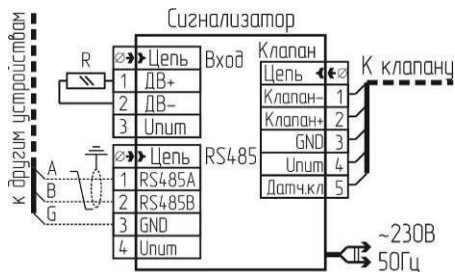 Сигнализатор
к другим устройствам
R
Цепь
Вход
1 ДВ+
2 ДВ-
3 Uпит
Клапан
Цепь
Клапан- 1
Клапан+ 2
GND 3
Uпит 4
Датч.кл 5
К клапану
Цепь
RS485
A
1 RS485A
B
2 RS485B
G
3 GND
4 Uпит
~230В
50Гц